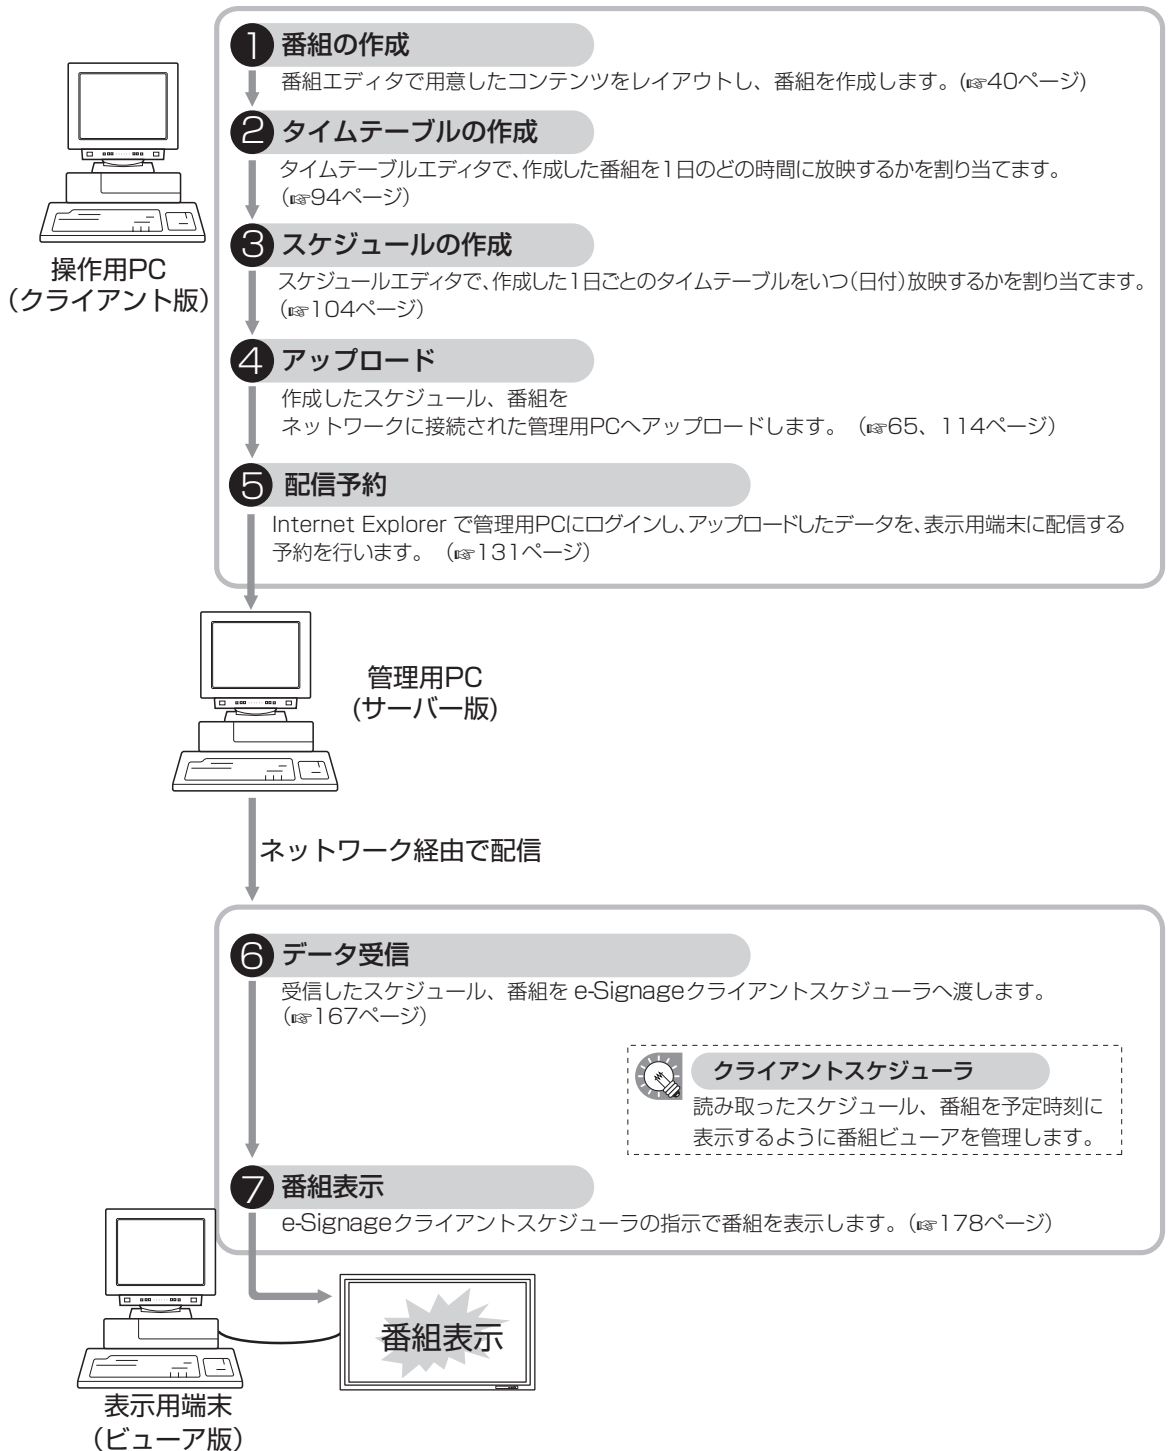 ❶ 番組の作成
番組エディタで用意したコンテンツをレイアウトし、番組を作成します。(☞40ページ)
❷ タイムテーブルの作成
タイムテーブルエディタで、作成した番組を1日のどの時間に放映するかを割り当てます。
(☞94ページ)
❸ スケジュールの作成
スケジュールエディタで、作成した1日ごとのタイムテーブルをいつ(日付)放映するかを割り当てます。
(☞104ページ)
操作用PC
(クライアント版)
❹ アップロード
作成したスケジュール、番組を
ネットワークに接続された管理用PCへアップロードします。(☞65、114ページ)
❺ 配信予約
Internet Explorer で管理用PCにログインし、アップロードしたデータを、表示用端末に配信する
予約を行います。(☞131ページ)
管理用PC
(サーバー版)
ネットワーク経由で配信
❻ データ受信
受信したスケジュール、番組を e-Signageクライアントスケジューラへ渡します。
(☞167ページ)
クライアントスケジューラ
読み取ったスケジュール、番組を予定時刻に
表示するように番組ビューアを管理します。
❼ 番組表示
e-Signageクライアントスケジューラの指示で番組を表示します。(☞178ページ)
番組表示
表示用端末
(ビューア版)